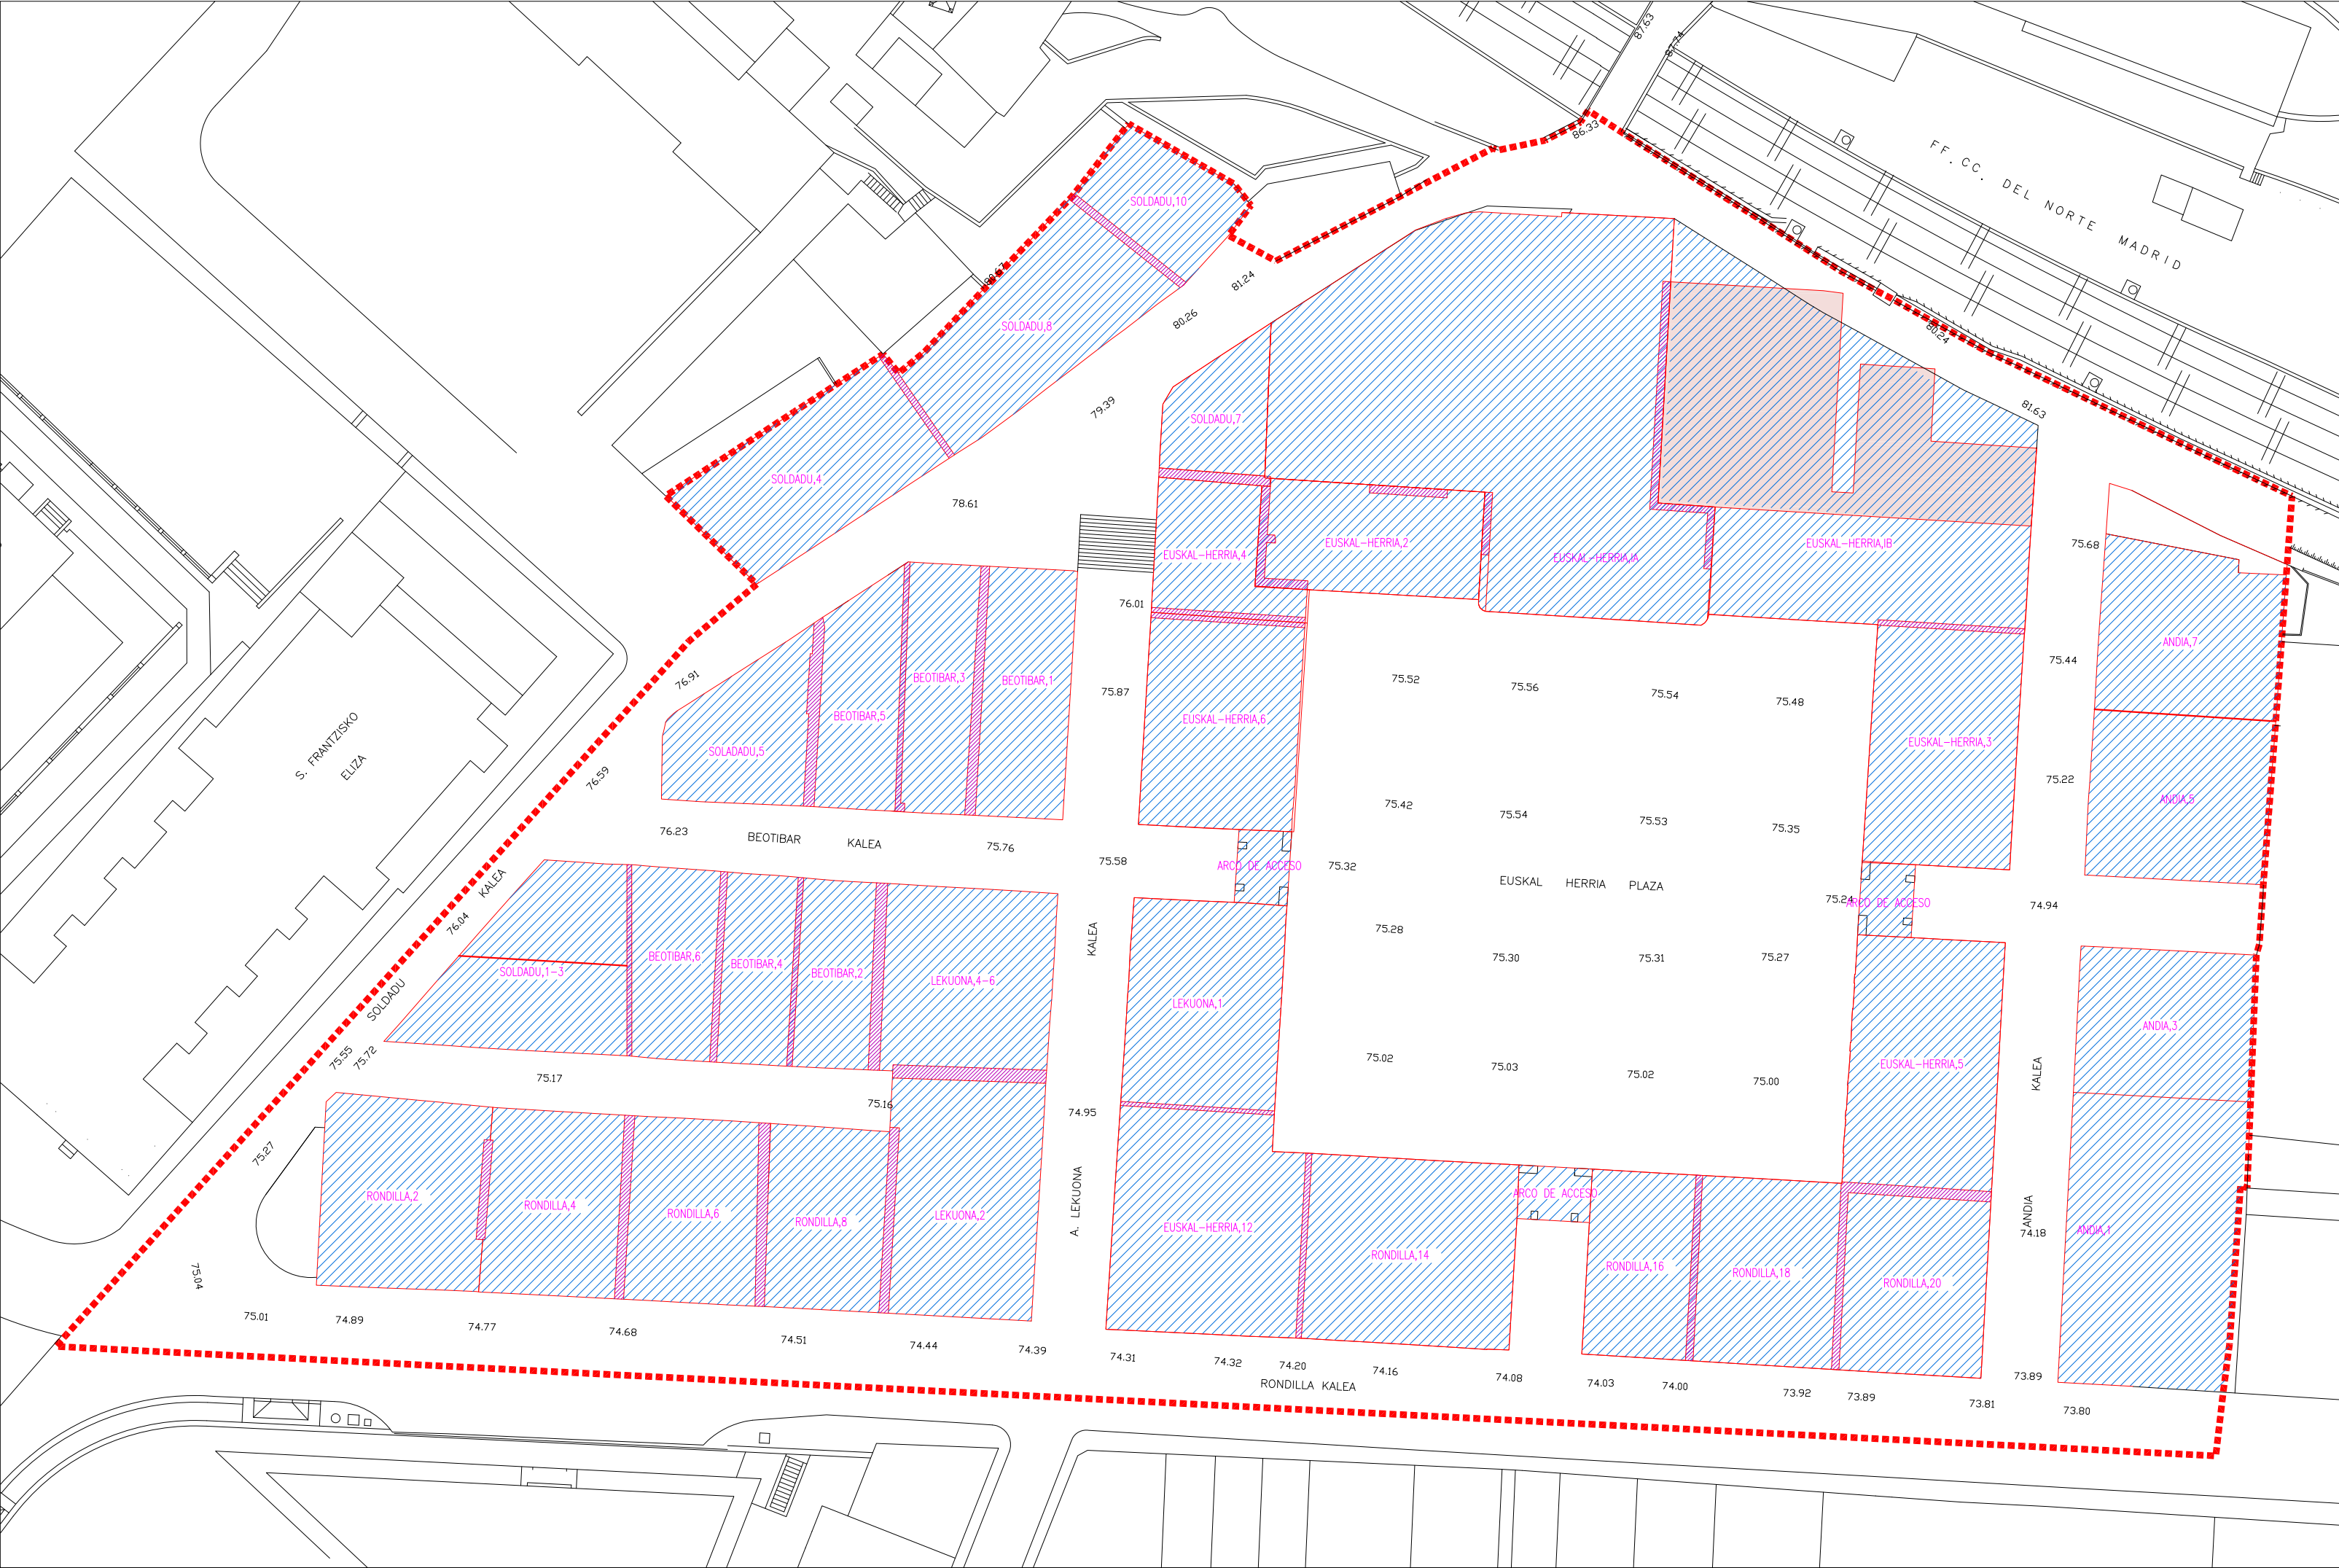 87.63
87.74
86.33
FF. CC. DEL NORTE MADRID
SOLDADU,10
80.67
81.24
80.26
SOLDADU,8
80.24
79.39
81.63
SOLDADU,7
SOLDADU,4
78.61
EUSKAL-HERRIA,4
EUSKAL-HERRIA,2
EUSKAL-HERRIA,1A
EUSKAL-HERRIA,1B
75.68
76.01
ANDIA,7
75.44
76.91
BEOTIBAR,3
BEOTIBAR,1
75.87
75.52
75.56
75.54
75.48
BEOTIBAR,5
EUSKAL-HERRIA,6
EUSKAL-HERRIA,3
SOLADADU,5
S. FRANTZISKO
ELIZA
76.59
75.22
ANDIA,5
75.42
75.54
75.53
75.35
76.23
BEOTIBAR KALEA
75.76
75.58
ARCO DE ACCESO
75.32
EUSKAL HERRIA PLAZA
75.24
ARCO DE ACCESO
74.94
SOLDADU KALEA
76.04
75.28
KALEA
BEOTIBAR,6
BEOTIBAR,4
BEOTIBAR,2
LEKUONA,4-6
SOLDADU,1-3
75.30
75.31
75.27
LEKUONA,1
ANDIA,3
75.55
75.72
75.17
75.02
75.03
75.02
75.00
EUSKAL-HERRIA,5
KALEA
75.16
74.95
75.27
RONDILLA,2
RONDILLA,4
RONDILLA,6
RONDILLA,8
LEKUONA,2
A. LEKUONA
EUSKAL-HERRIA,12
ARCO DE ACCESO
RONDILLA,14
RONDILLA,16
RONDILLA,18
RONDILLA,20
ANDIA
74.18
ANDIA,1
75.04
75.01
74.89
74.77
74.68
74.51
74.44
74.39
74.31
74.32
74.20
74.16
74.08
74.03
74.00
73.92
73.89
73.81
73.89
73.80
RONDILLA KALEA